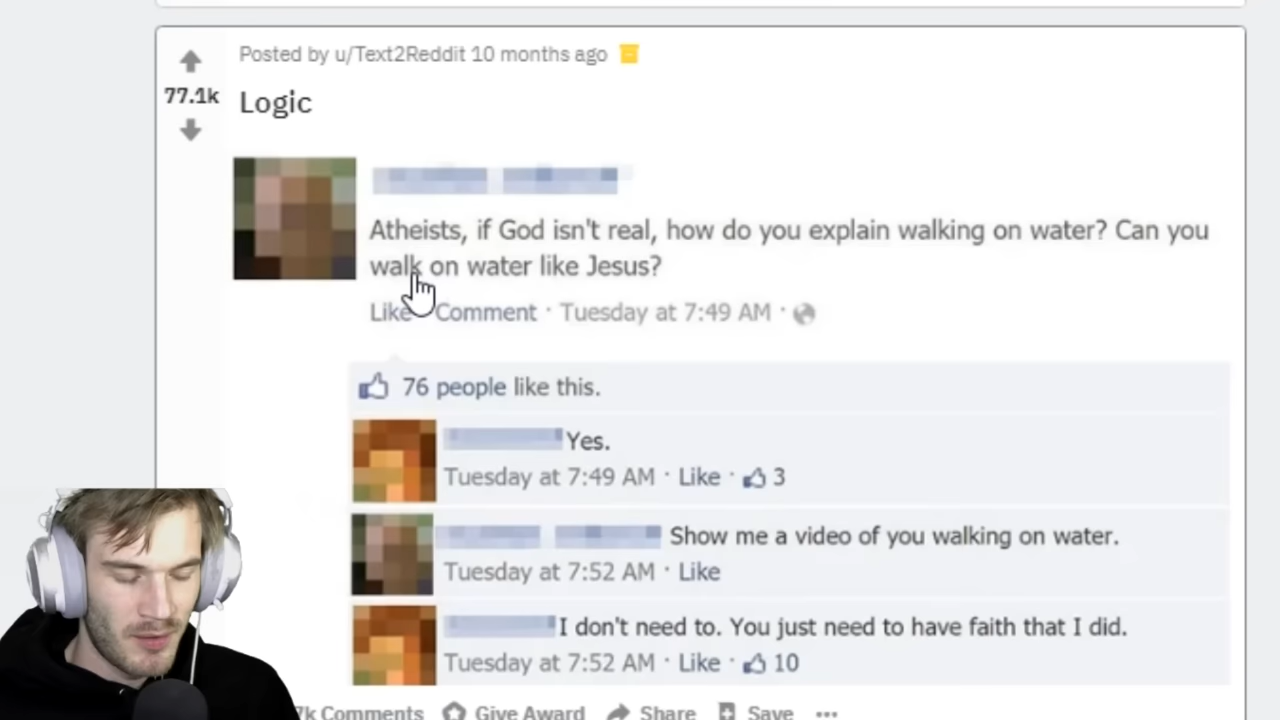 Posted by u/Text2Reddit 10 months ago
77.1k
Logic
Atheists, if God isn't real, how do you explain walking on water? Can you
walk on water like Jesus?
Like · Comment · Tuesday at 7:49 AM ·
76 people like this.
Yes.
Tuesday at 7:49 AM · Like · 3
Show me a video of you walking on water.
Tuesday at 7:52 AM · Like
I don't need to. You just need to have faith that I did.
Tuesday at 7:52 AM · Like · 10
Comments Give Award Share Save ...